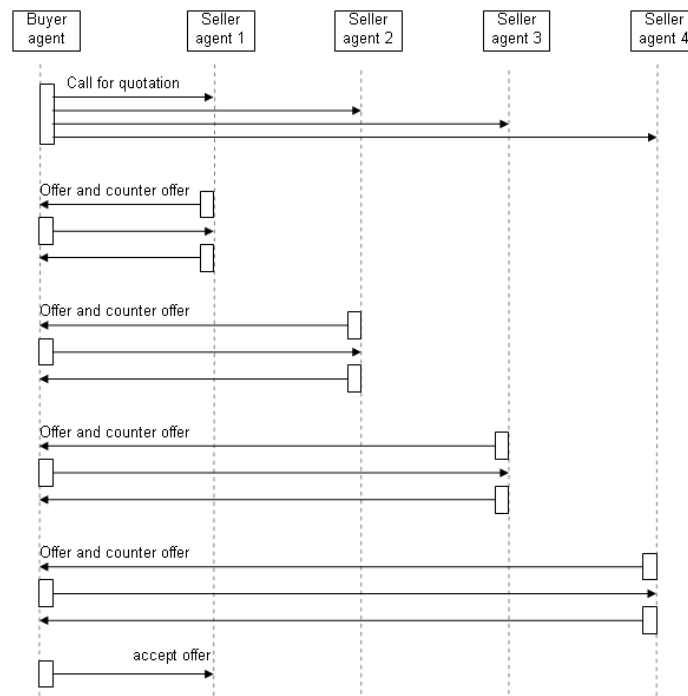 Buyer
agent
Seller
agent 1
Seller
agent 2
Seller
agent 3
Seller
agent 4
Call for quotation
Offer and counter offer
Offer and counter offer
Offer and counter offer
Offer and counter offer
accept offer